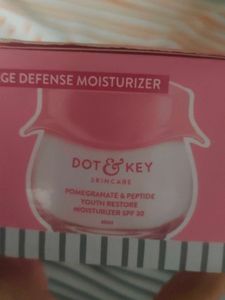 GE DEFENSE MOISTURIZER
DOT & KEY
SKINCARE
POMEGRANATE & PEPTIDE
YOUTH RESTORE
MOISTURIZER SPF 30